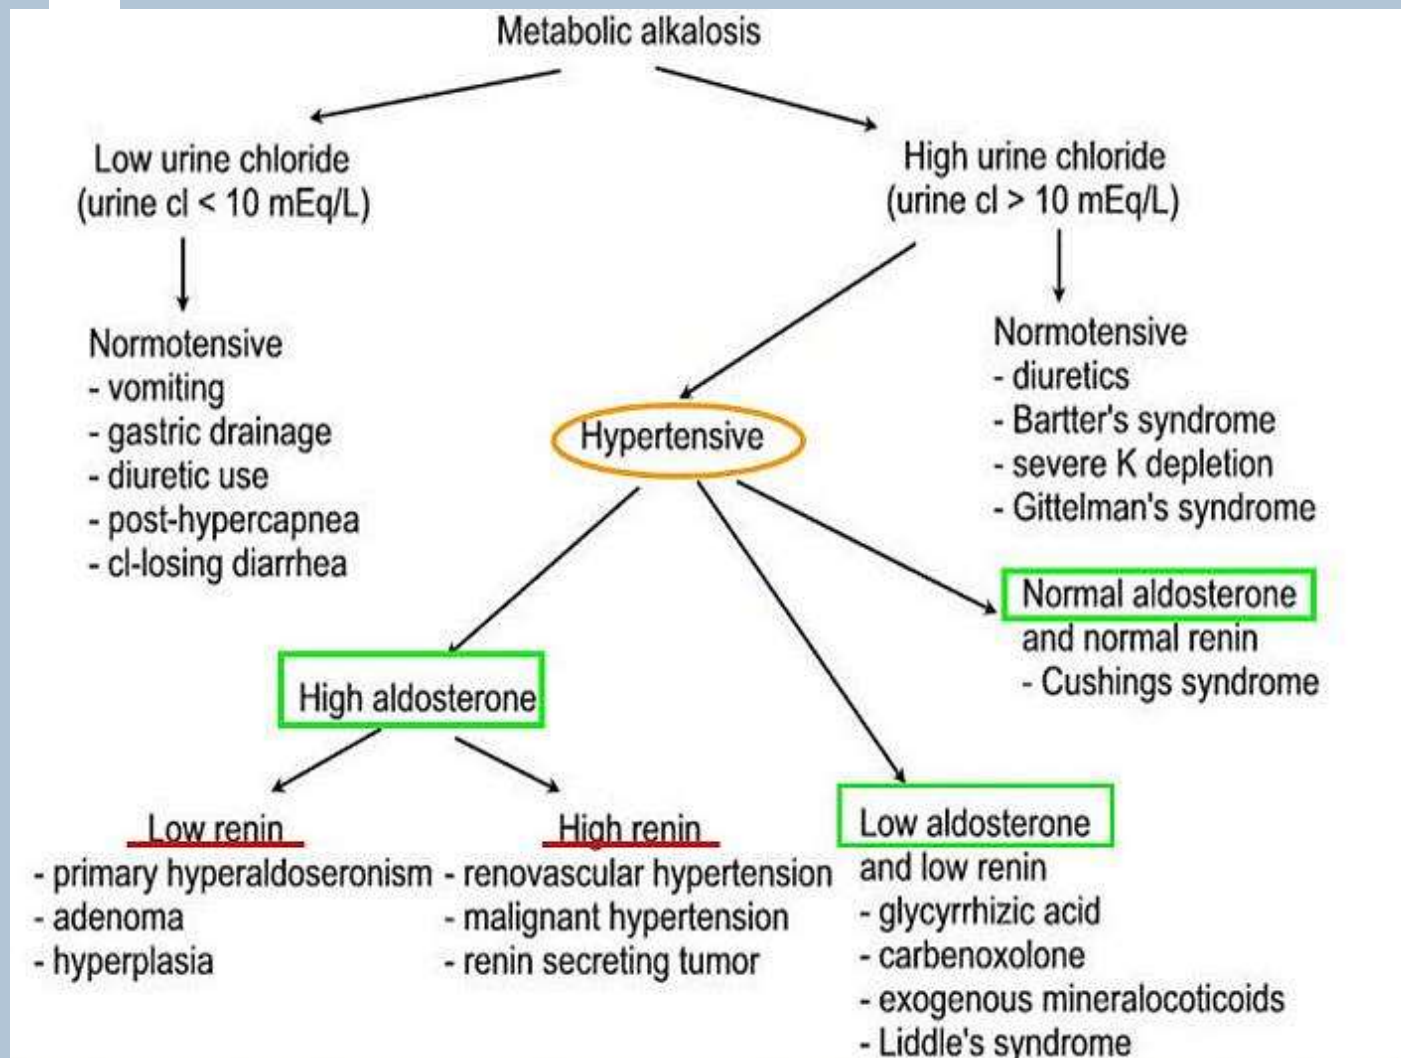 Metabolic alkalosis
Low urine chloride
(urine cl < 10 mEq/L)
High urine chloride
(urine cl > 10 mEq/L)
Normotensive
- vomiting
- gastric drainage
- diuretic use
- post-hypercapnea
- cl-losing diarrhea
Hypertensive
Normotensive
- diuretics
- Bartter's syndrome
- severe K depletion
- Gittelman's syndrome
Normal aldosterone
and normal renin
- Cushings syndrome
High aldosterone
Low renin
- primary hyperaldoseronism
- adenoma
- hyperplasia
High renin
- renovascular hypertension
- malignant hypertension
- renin secreting tumor
Low aldosterone
and low renin
- glycyrrhizic acid
- carbenoxolone
- exogenous mineralocoticoids
- Liddle's syndrome